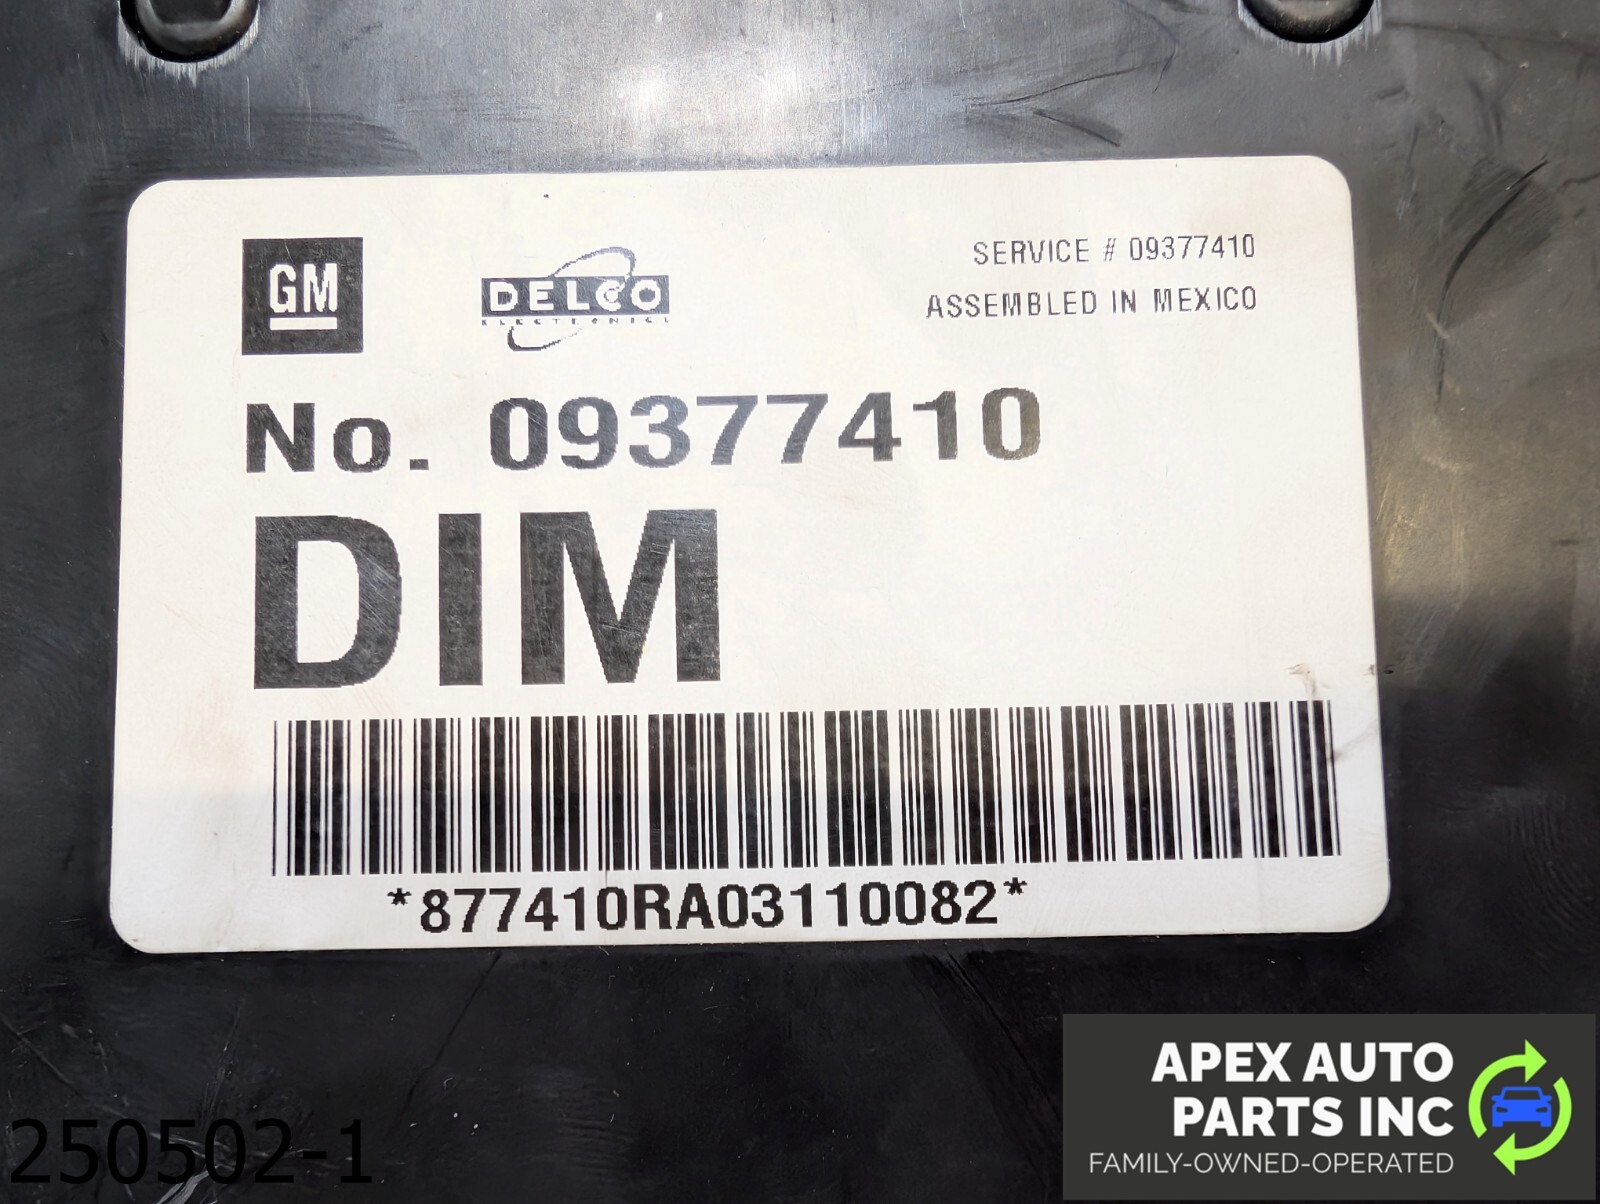 GM
DELCO
ELECTRONICS
SERVICE # 09377410
ASSEMBLED IN MEXICO
No. 09377410
DIM
*877410RA03110082*
250502-1
APEX AUTO
PARTS INC
FAMILY-OWNED-OPERATED